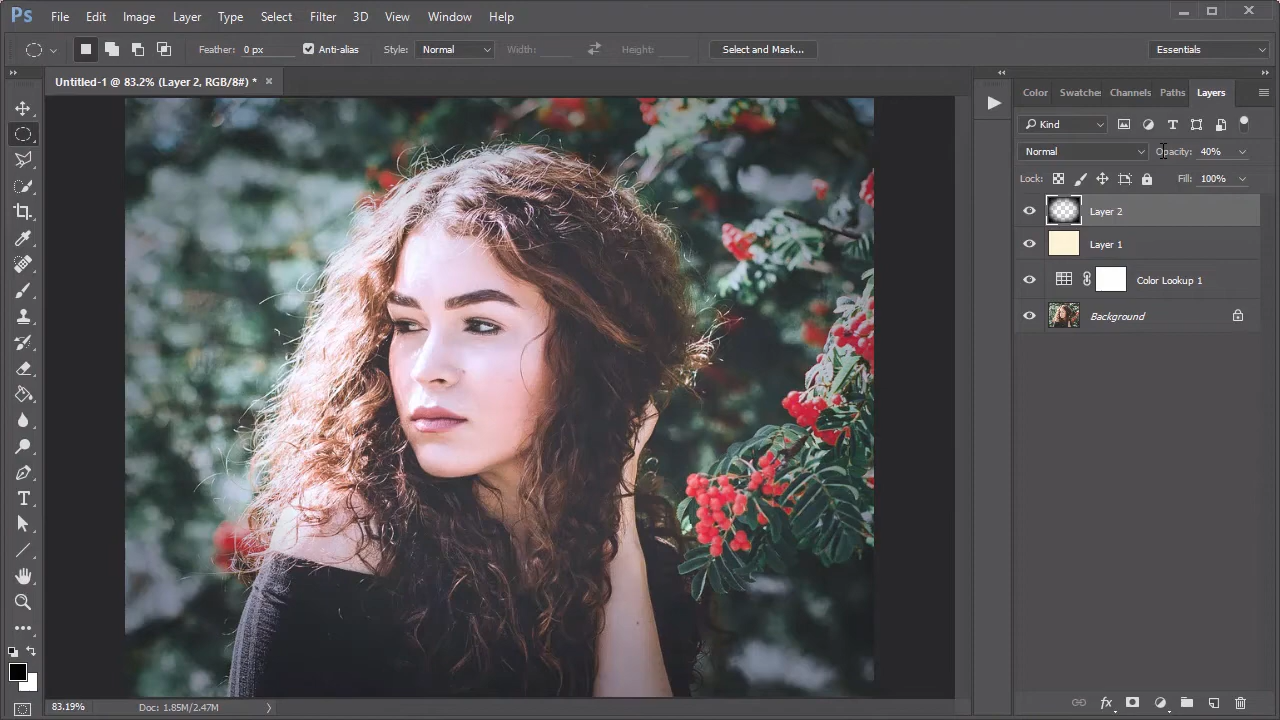 Ps File Edit Image Layer Type Select Filter 3D View Window Help
Feather: 0 px Anti-alias Style: Normal Width: Height: Select and Mask... Essentials
Untitled-1 @ 83.2% (Layer 2, RGB/8#) *
Color Swatches Channels Paths Layers
Kind
Normal Opacity: 40%
Lock: Fill: 100%
Layer 2
Layer 1
Color Lookup 1
Background
83.19% Doc: 1.85M/2.47M